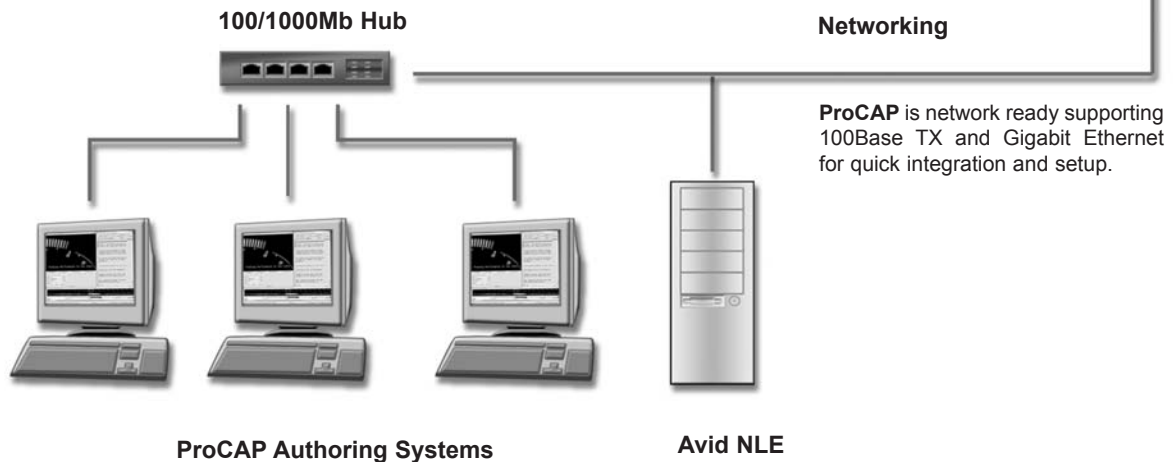 100/1000Mb Hub
Networking
ProCAP is network ready supporting
100Base TX and Gigabit Ethernet
for quick integration and setup.
ProCAP Authoring Systems
Avid NLE